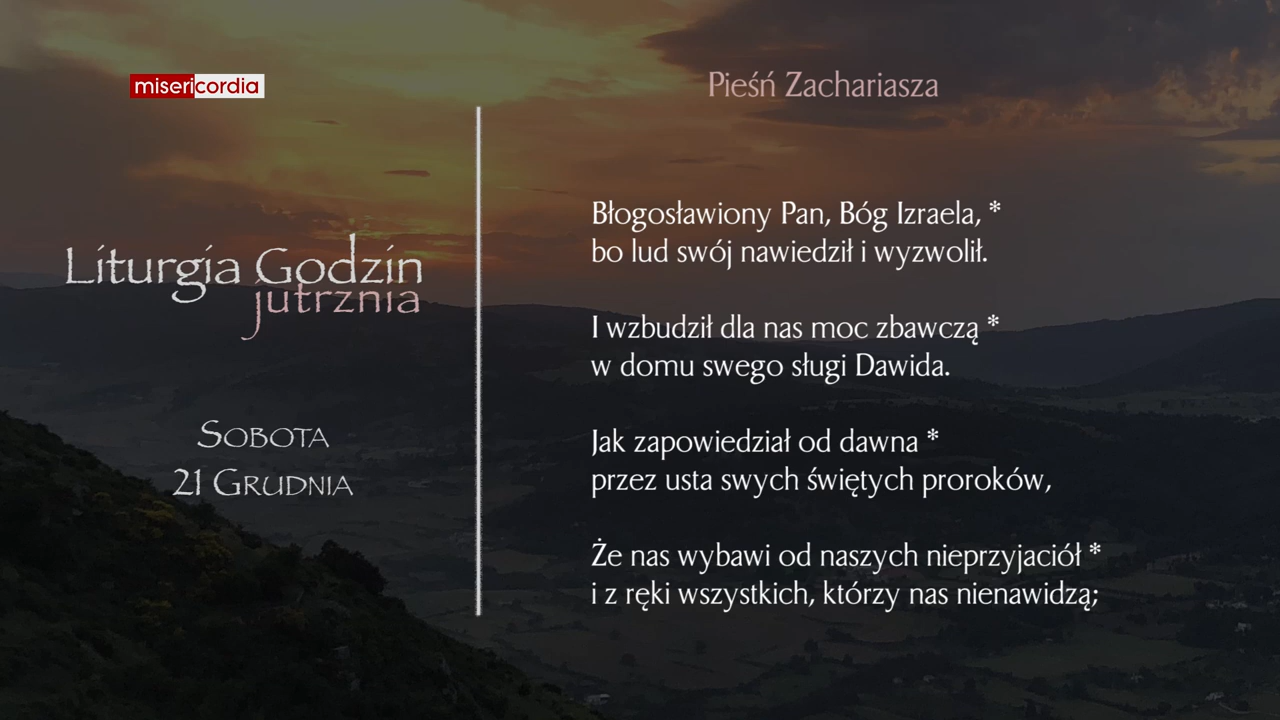 misericordia
Liturgia Godzin
jutrznia
Sobota
21 Grudnia
Pieśń Zachariasza
Błogosławiony Pan, Bóg Izraela, *
bo lud swój nawiedził i wyzwolił.
I wzbudził dla nas moc zbawczą *
w domu swego sługi Dawida.
Jak zapowiedział od dawna *
przez usta swych świętych proroków,
Że nas wybawi od naszych nieprzyjaciół *
i z ręki wszystkich, którzy nas nienawidzą;